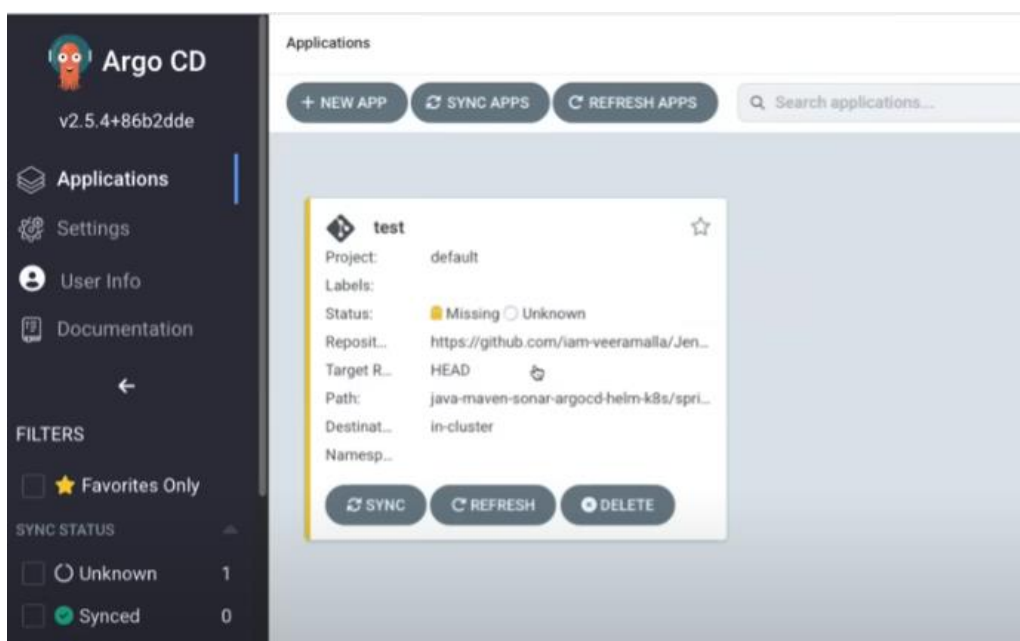 Argo CD
v2.5.4+86b2dde
Applications
Settings
User Info
Documentation
FILTERS
Favorites Only
SYNC STATUS
Unknown 1
Synced 0
Applications
+ NEW APP SYNC APPS REFRESH APPS Search applications...
test
Project: default
Labels:
Status: Missing Unknown
Reposit... https://github.com/iam-veeramalla/Jen...
Target R... HEAD
Path: java-maven-sonar-argocd-helm-k8s/spri...
Destinat... in-cluster
Namesp...
SYNC REFRESH DELETE